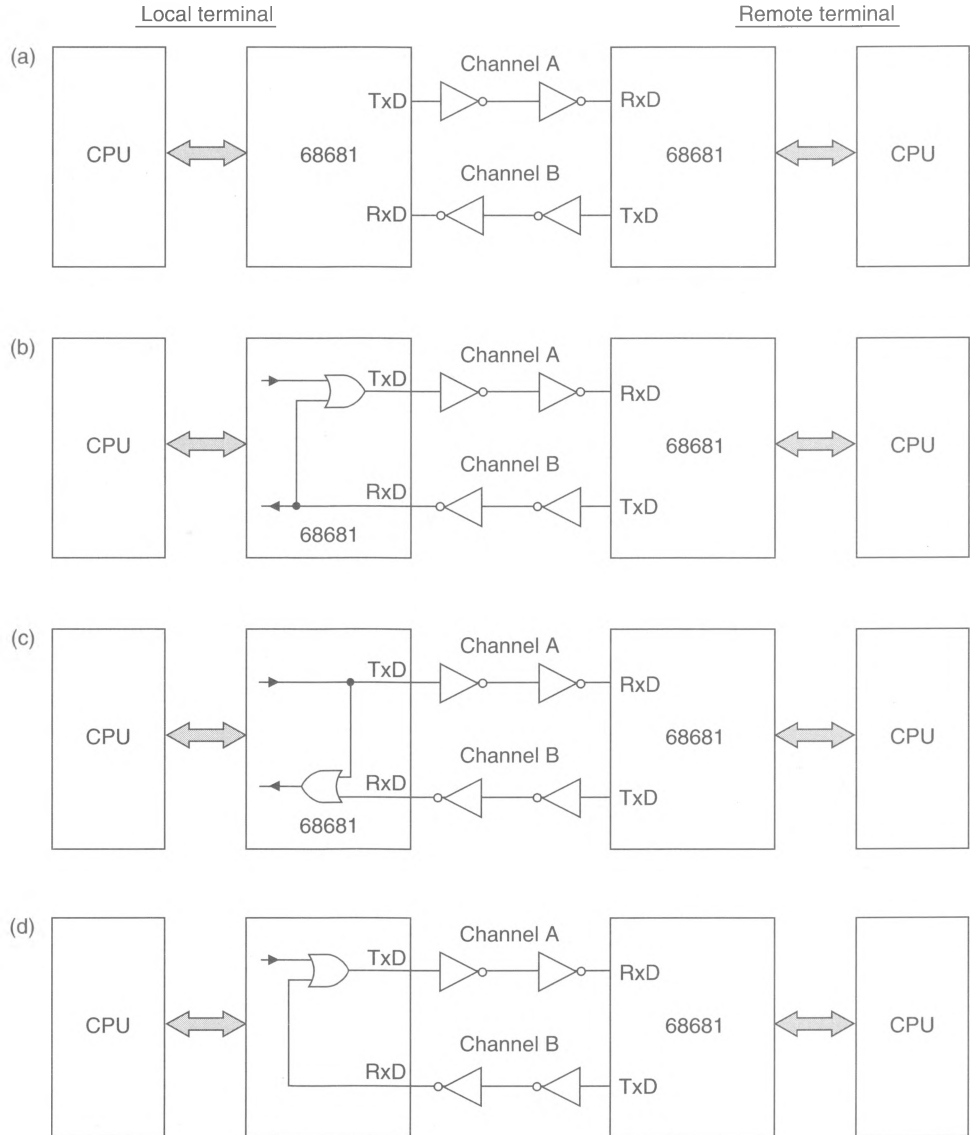 Local terminal
Remote terminal
(a)
Channel A
TxD
RxD
CPU
68681
68681
CPU
Channel B
RxD
TxD
(b)
Channel A
TxD
RxD
CPU
68681
CPU
Channel B
RxD
TxD
68681
(c)
Channel A
TxD
RxD
CPU
68681
CPU
Channel B
RxD
TxD
68681
(d)
Channel A
TxD
RxD
CPU
68681
CPU
Channel B
RxD
TxD